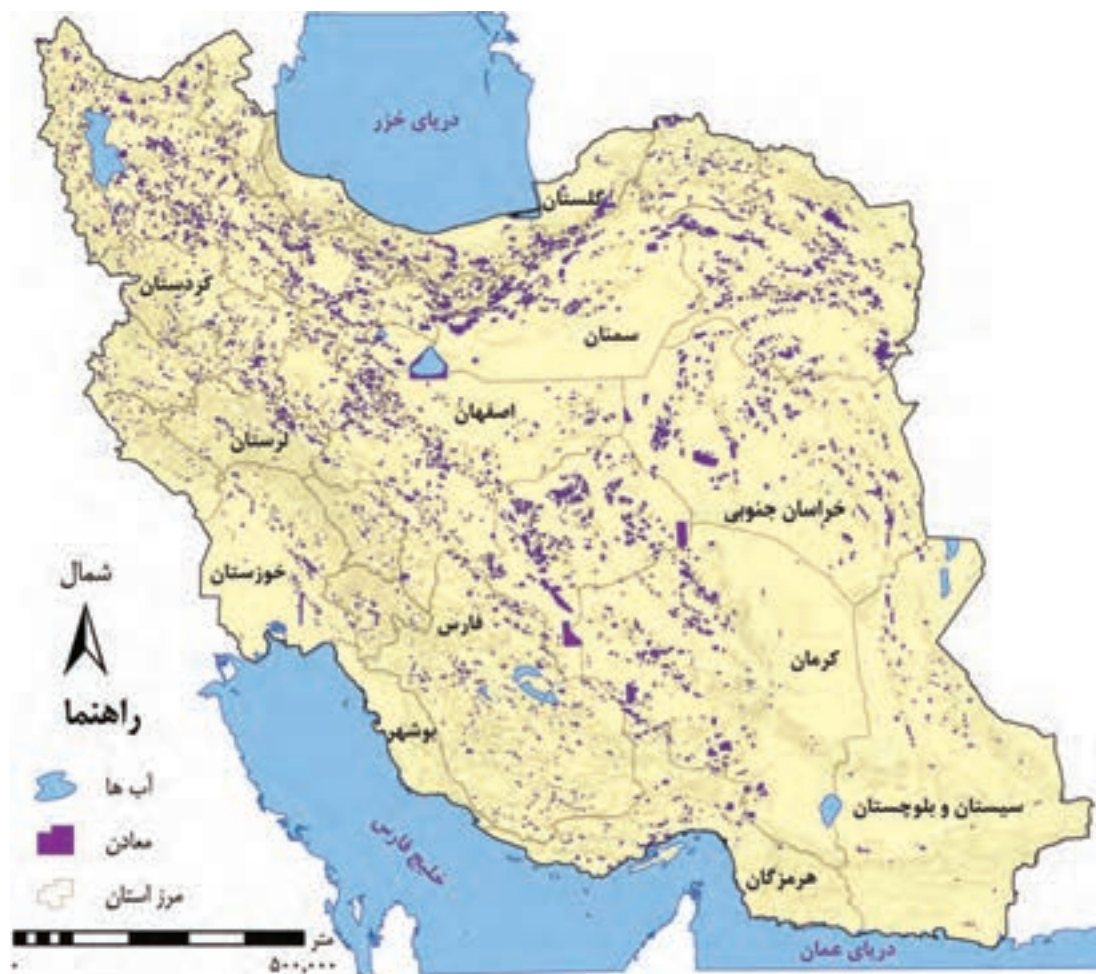 دریای خزر
گلستان
کردستان
سمنان
اصفهان
لرستان
خراسان جنوبی
خوزستان
فارس
کرمان
بوشهر
سیستان و بلوچستان
هرمزگان
خلیج فارس
دریای عمان
شمال
راهنما
آب ها
معادن
مرز استان
متر
۵۰۰,۰۰۰
۰